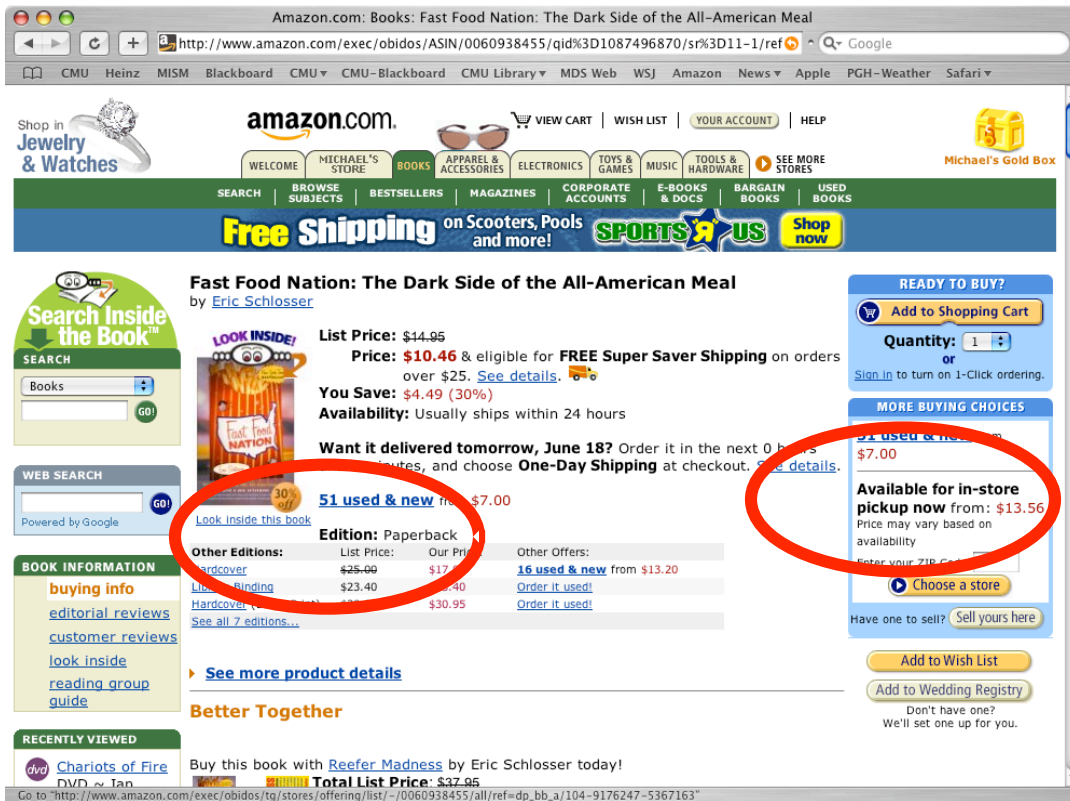 Amazon.com: Books: Fast Food Nation: The Dark Side of the All-American Meal
http://www.amazon.com/exec/obidos/ASIN/0060938455/qid%3D1087496870/sr%3D11-1/ref
Google
CMU Heinz MISM Blackboard CMU▾ CMU-Blackboard CMU Library▾ MDS Web WSJ Amazon News▾ Apple PGH-Weather Safari▾
Shop in
Jewelry
& Watches
amazon.com.
VIEW CART | WISH LIST | YOUR ACCOUNT | HELP
Michael's Gold Box
WELCOME
MICHAEL'S STORE
BOOKS
APPAREL & ACCESSORIES
ELECTRONICS
TOYS & GAMES
MUSIC
TOOLS & HARDWARE
SEE MORE STORES
SEARCH | BROWSE SUBJECTS | BESTSELLERS | MAGAZINES | CORPORATE ACCOUNTS | E-BOOKS & DOCS | BARGAIN BOOKS | USED BOOKS
Free Shipping on Scooters, Pools and more! SPORTS R US Shop now
Search Inside
the Book™
SEARCH
Books
GO!
WEB SEARCH
GO!
Powered by Google
BOOK INFORMATION
buying info
editorial reviews
customer reviews
look inside
reading group
guide
RECENTLY VIEWED
dvd Chariots of Fire
DVD ~ Ian
Fast Food Nation: The Dark Side of the All-American Meal
by Eric Schlosser
LOOK INSIDE!
Fast Food
NATION
30%
off
Look inside this book
List Price: $14.95
Price: $10.46 & eligible for FREE Super Saver Shipping on orders
over $25. See details.
You Save: $4.49 (30%)
Availability: Usually ships within 24 hours
Want it delivered tomorrow, June 18? Order it in the next 0 hours
minutes, and choose One-Day Shipping at checkout. See details.
51 used & new from $7.00
Edition: Paperback
Other Editions: List Price: Our Price: Other Offers:
Hardcover $25.00 16 used & new from $13.20
Library Binding $23.40 Order it used!
Hardcover $30.95 Order it used!
See all 7 editions...
See more product details
Better Together
Buy this book with Reefer Madness by Eric Schlosser today!
Total List Price: $37.95
READY TO BUY?
Add to Shopping Cart
Quantity: 1
or
Sign in to turn on 1-Click ordering.
MORE BUYING CHOICES
51 used & new from
$7.00
Available for in-store
pickup now from: $13.56
Price may vary based on
availability
Enter your ZIP Code
Choose a store
Have one to sell? Sell yours here
Add to Wish List
Add to Wedding Registry
Don't have one?
We'll set one up for you.
Go to "http://www.amazon.com/exec/obidos/tg/stores/offering/list/-/0060938455/all/ref=dp_bb_a/104-9176247-5367163"